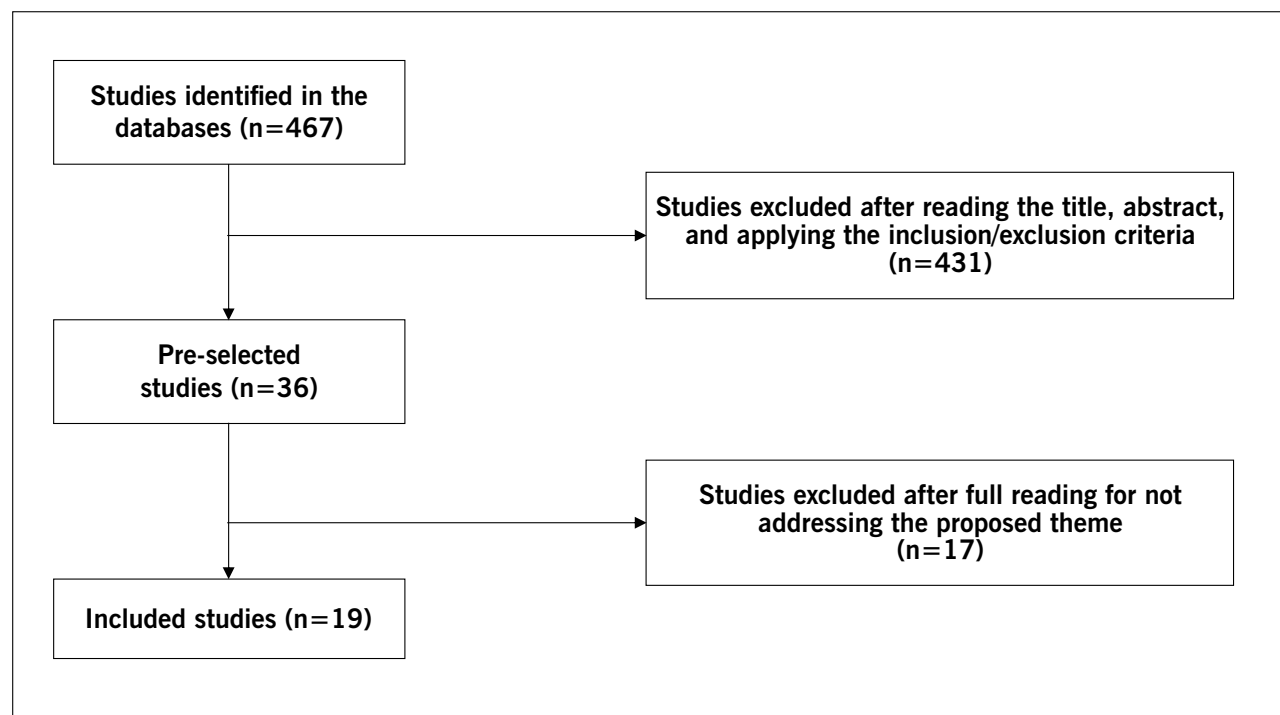 Studies identified in the
databases (n=467)
Studies excluded after reading the title, abstract,
and applying the inclusion/exclusion criteria
(n=431)
Pre-selected
studies (n=36)
Studies excluded after full reading for not
addressing the proposed theme
(n=17)
Included studies (n=19)